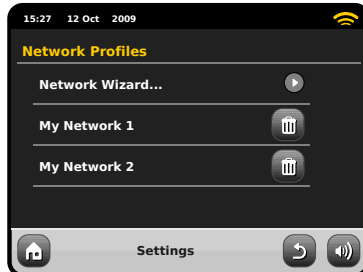 15:27 12 Oct 2009
Network Profiles
Network Wizard...
My Network 1
My Network 2
Settings